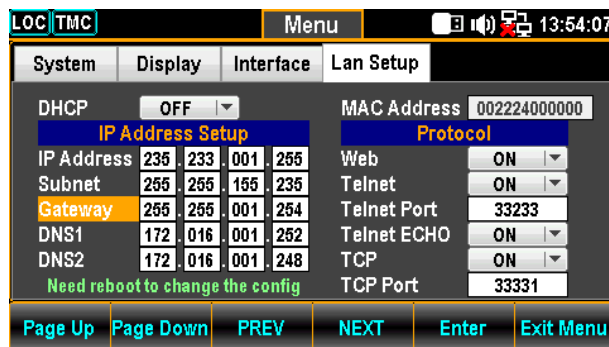 LOC TMC Menu 13:54:07
System Display Interface Lan Setup
DHCP OFF MAC Address 002224000000
IP Address Setup Protocol
IP Address 235 . 233 . 001 . 255 Web ON
Subnet 255 . 255 . 155 . 235 Telnet ON
Gateway 255 . 255 . 001 . 254 Telnet Port 33233
DNS1 172 . 016 . 001 . 252 Telnet ECHO ON
DNS2 172 . 016 . 001 . 248 TCP ON
Need reboot to change the config TCP Port 33331
Page Up Page Down PREV NEXT Enter Exit Menu